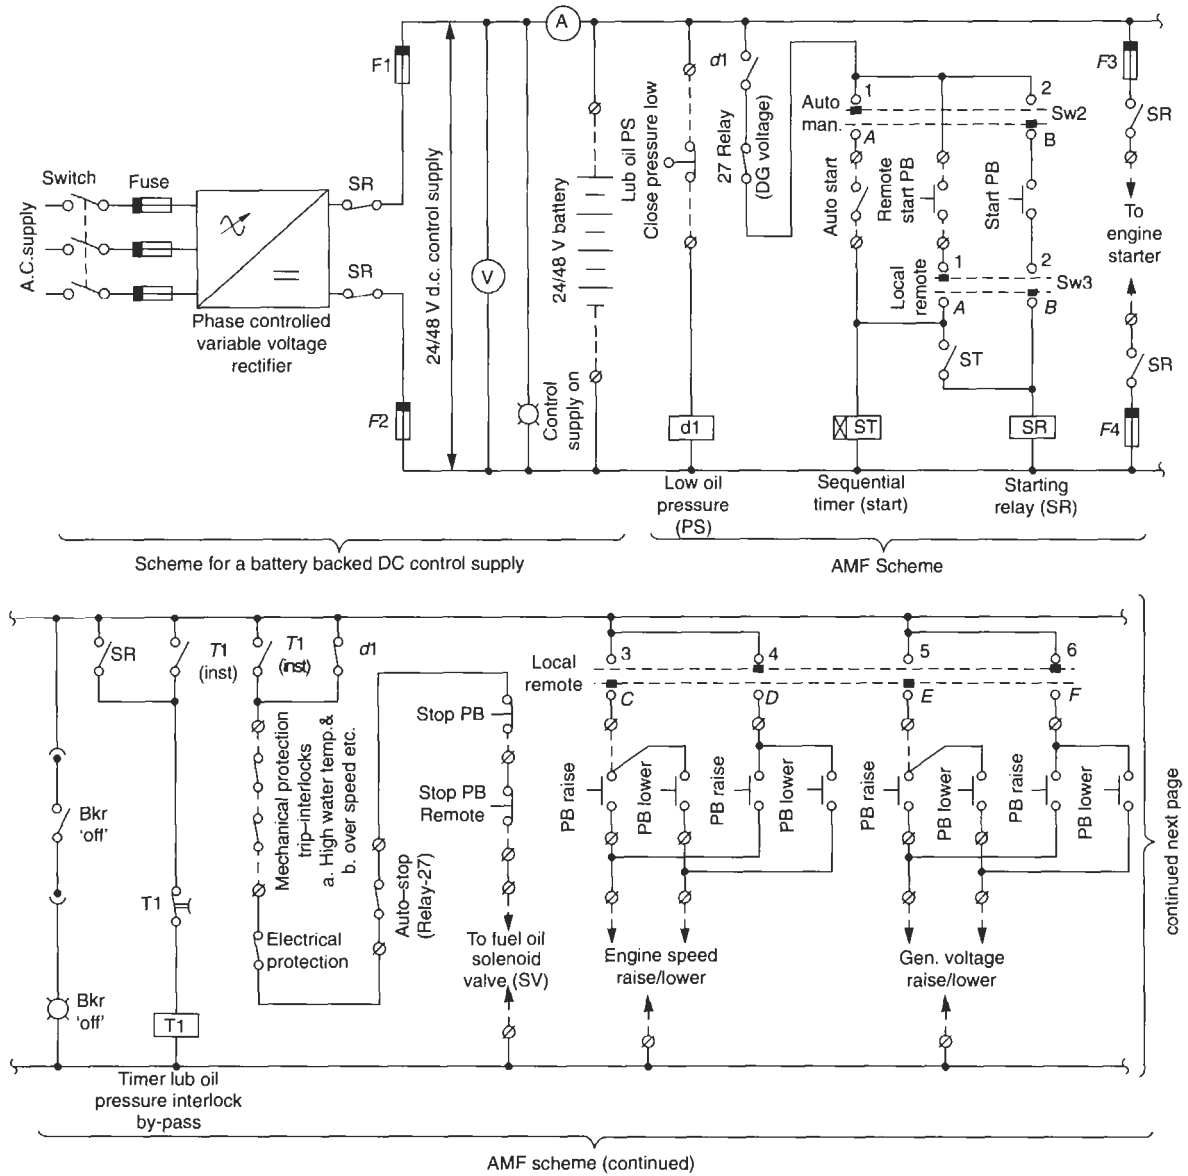 A
F1
F3
d1
1
2
Auto
man.
Sw2
A
B
SR
Switch
Fuse
SR
A.C. supply
SR
Phase controlled
variable voltage
rectifier
F2
24/48 V d.c. control supply
V
Control
supply on
24/48 V battery
Lub oil PS
Close pressure low
27 Relay
(DG voltage)
Auto start
Remote
start PB
Start PB
To
engine
starter
1
2
Local
remote
Sw3
A
B
ST
SR
d1
ST
SR
F4
Low oil
pressure
(PS)
Sequential
timer (start)
Starting
relay (SR)
Scheme for a battery backed DC control supply
AMF Scheme
SR
T1
(inst)
T1
(inst)
d1
3
4
5
6
Local
remote
C
D
E
F
Stop PB
Stop PB
Remote
Bkr
'off'
Mechanical protection
trip–interlocks
a. High water temp.&
b. over speed etc.
PB raise
PB lower
PB raise
PB lower
PB raise
PB lower
PB raise
PB lower
T1
Auto–stop
(Relay-27)
Electrical
protection
To fuel oil
solenoid
valve (SV)
Engine speed
raise/lower
Gen. voltage
raise/lower
Bkr
'off'
T1
Timer lub oil
pressure interlock
by-pass
continued next page
AMF scheme (continued)